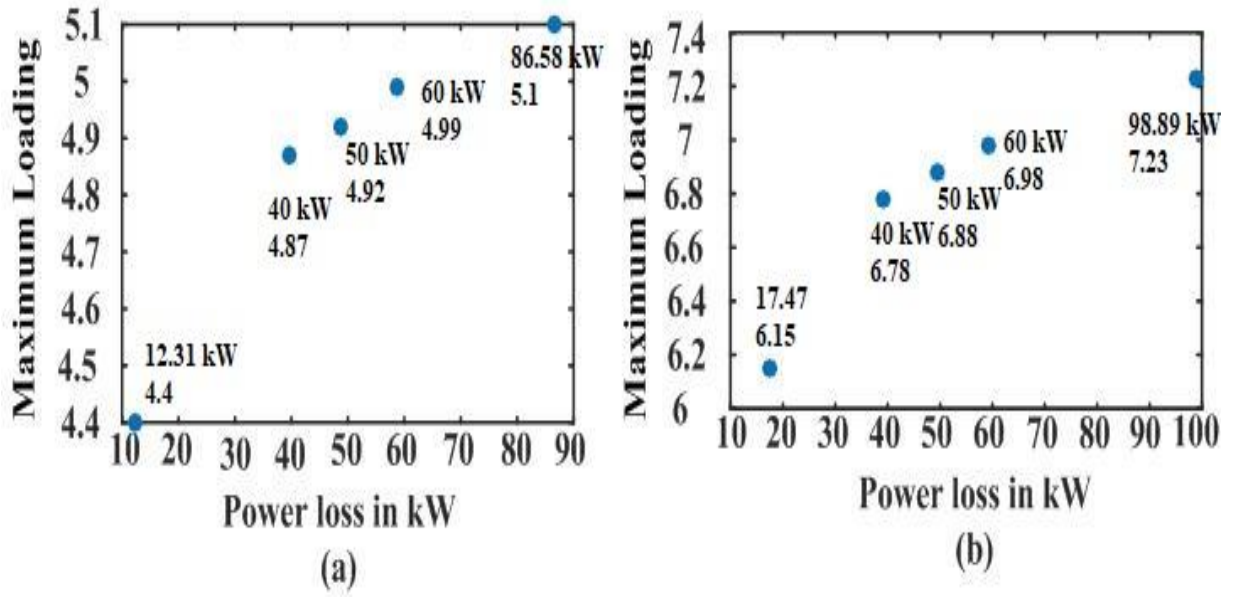 Maximum Loading
5.1
5
4.9
4.8
4.7
4.6
4.5
4.4
86.58 kW
5.1
60 kW
4.99
50 kW
4.92
40 kW
4.87
12.31 kW
4.4
10 20 30 40 50 60 70 80 90
Power loss in kW
(a)
Maximum Loading
7.4
7.2
7
6.8
6.6
6.4
6.2
6
98.89 kW
7.23
60 kW
6.98
50 kW
6.88
40 kW
6.78
17.47
6.15
10 20 30 40 50 60 70 80 90 100
Power loss in kW
(b)